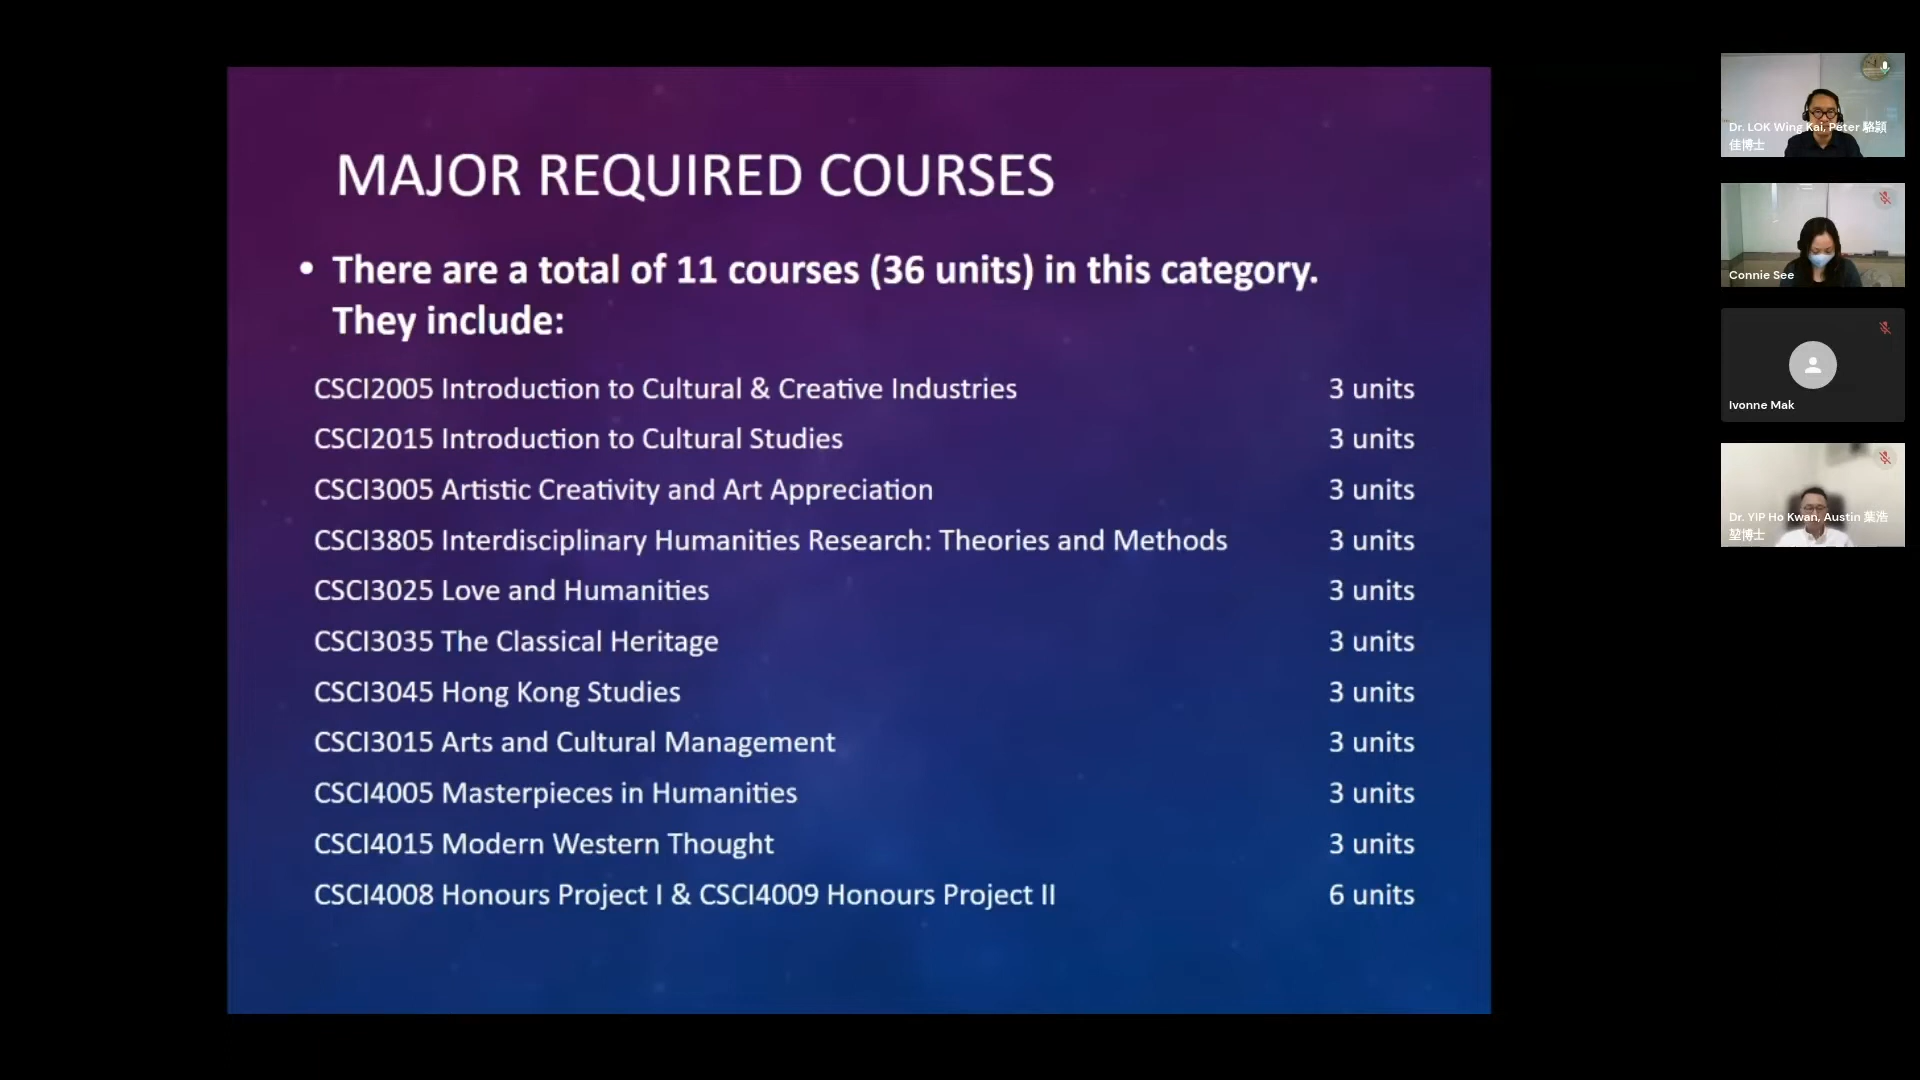 MAJOR REQUIRED COURSES
• There are a total of 11 courses (36 units) in this category.
They include:
CSCI2005 Introduction to Cultural & Creative Industries 3 units
CSCI2015 Introduction to Cultural Studies 3 units
CSCI3005 Artistic Creativity and Art Appreciation 3 units
CSCI3805 Interdisciplinary Humanities Research: Theories and Methods 3 units
CSCI3025 Love and Humanities 3 units
CSCI3035 The Classical Heritage 3 units
CSCI3045 Hong Kong Studies 3 units
CSCI3015 Arts and Cultural Management 3 units
CSCI4005 Masterpieces in Humanities 3 units
CSCI4015 Modern Western Thought 3 units
CSCI4008 Honours Project I & CSCI4009 Honours Project II 6 units
Dr. LOK Wing Kai, Peter 駱穎
佳博士
Connie See
Ivonne Mak
Dr. YIP Ho Kwan, Austin 葉浩
堃博士